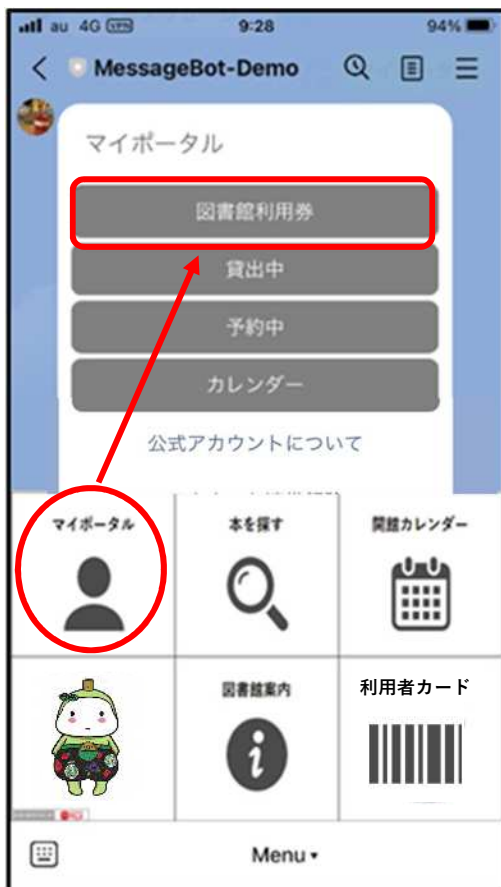 au 4G VPN 9:28 94%
MessageBot-Demo
マイポータル
図書館利用券
貸出中
予約中
カレンダー
公式アカウントについて
マイポータル 本を探す 開館カレンダー
図書館案内 利用者カード
Menu